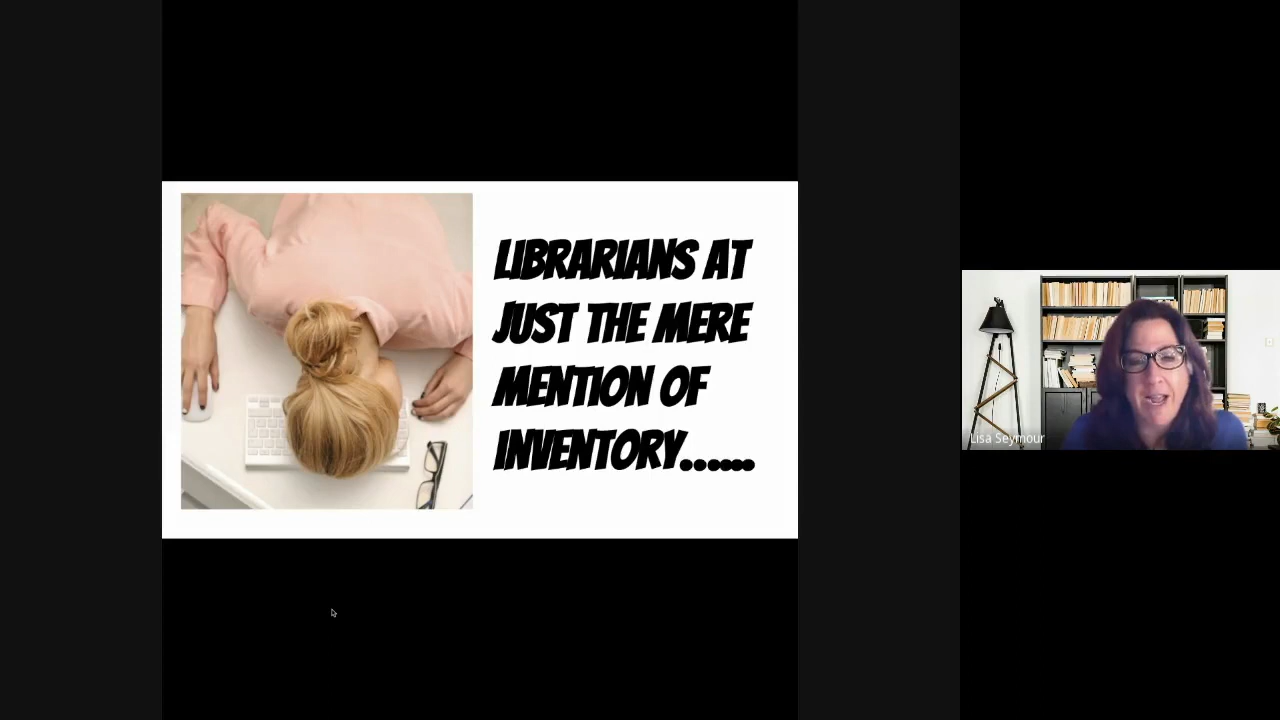 LIBRARIANS AT
JUST THE MERE
MENTION OF
INVENTORY......
Lisa Seymour